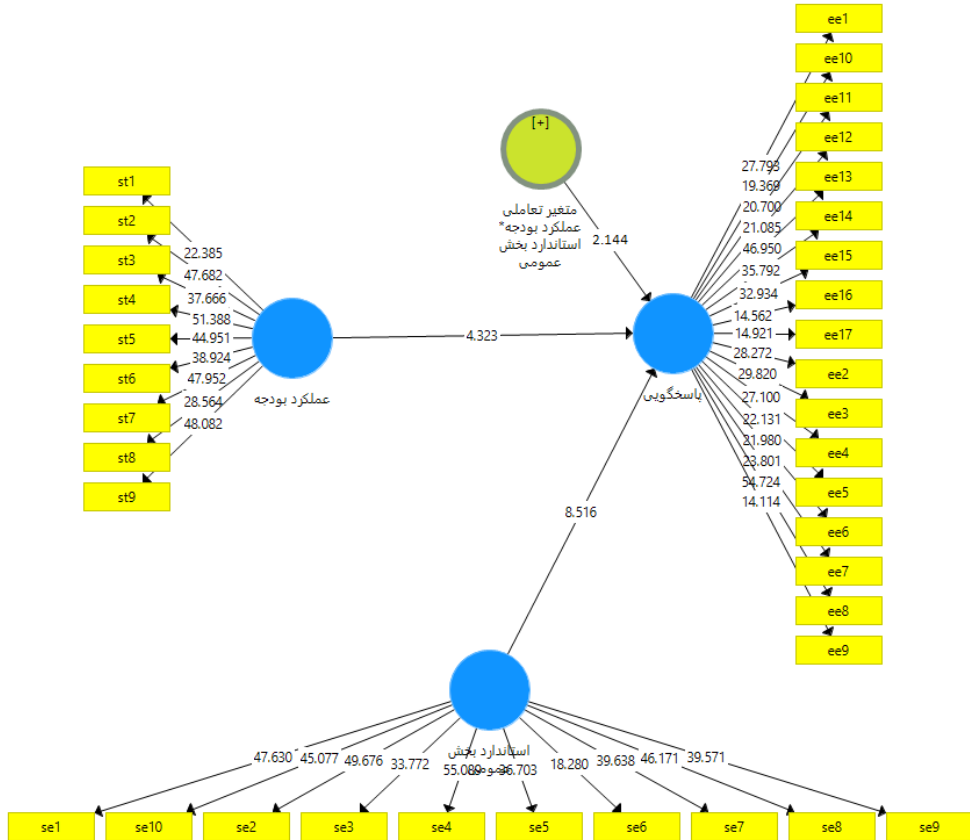 ee1
ee10
ee11
ee12
ee13
ee14
ee15
ee16
ee17
ee2
ee3
ee4
ee5
ee6
ee7
ee8
ee9
27.793
19.369
20.700
21.085
46.950
35.792
32.934
14.562
14.921
28.272
29.820
27.100
22.131
21.980
23.801
54.724
14.114
[+]
متغیر تعاملی
عملکرد بودجه*
استاندارد بخش
عمومی
2.144
st1
st2
st3
st4
st5
st6
st7
st8
st9
22.385
47.682
37.666
51.388
44.951
38.924
47.952
28.564
48.082
عملکرد بودجه
4.323
پاسخگویی
8.516
استاندارد بخش
عمومی
47.630
45.077
49.676
33.772
55.089
36.703
18.280
39.638
46.171
39.571
se1
se10
se2
se3
se4
se5
se6
se7
se8
se9